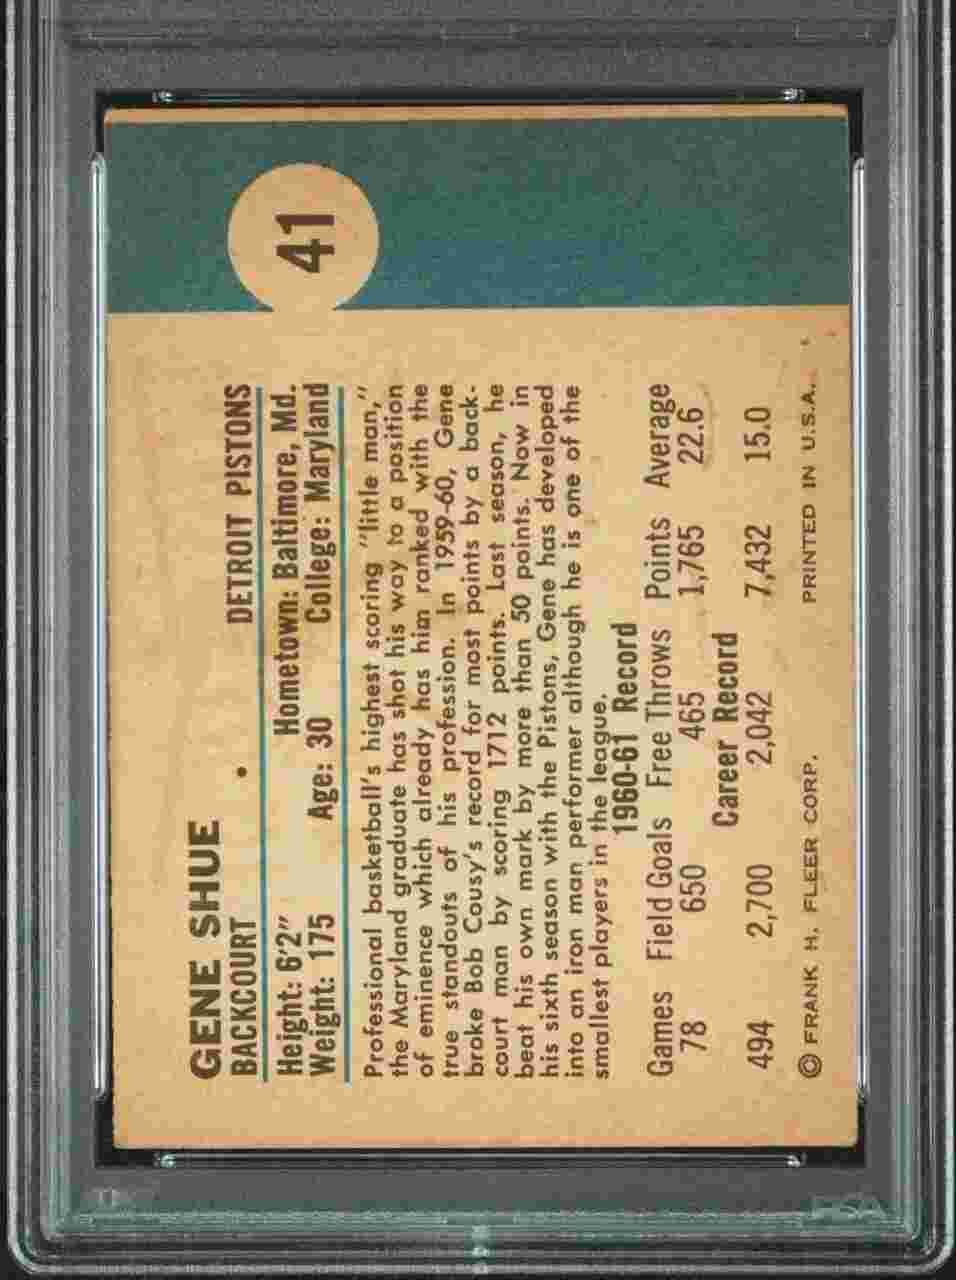 41
GENE SHUE
BACKCOURT • DETROIT PISTONS
Height: 6'2" Hometown: Baltimore, Md.
Weight: 175 Age: 30 College: Maryland
Professional basketball's highest scoring "little man,"
the Maryland graduate has shot his way to a position
of eminence which already has him ranked with the
true standouts of his profession. In 1959-60, Gene
broke Bob Cousy's record for most points by a back-
court man by scoring 1712 points. Last season, he
beat his own mark by more than 50 points. Now in
his sixth season with the Pistons, Gene has developed
into an iron man performer although he is one of the
smallest players in the league.
1960-61 Record
Games Field Goals Free Throws Points Average
78 650 465 1,765 22.6
Career Record
494 2,700 2,042 7,432 15.0
© FRANK H. FLEER CORP. PRINTED IN U.S.A.
PSA